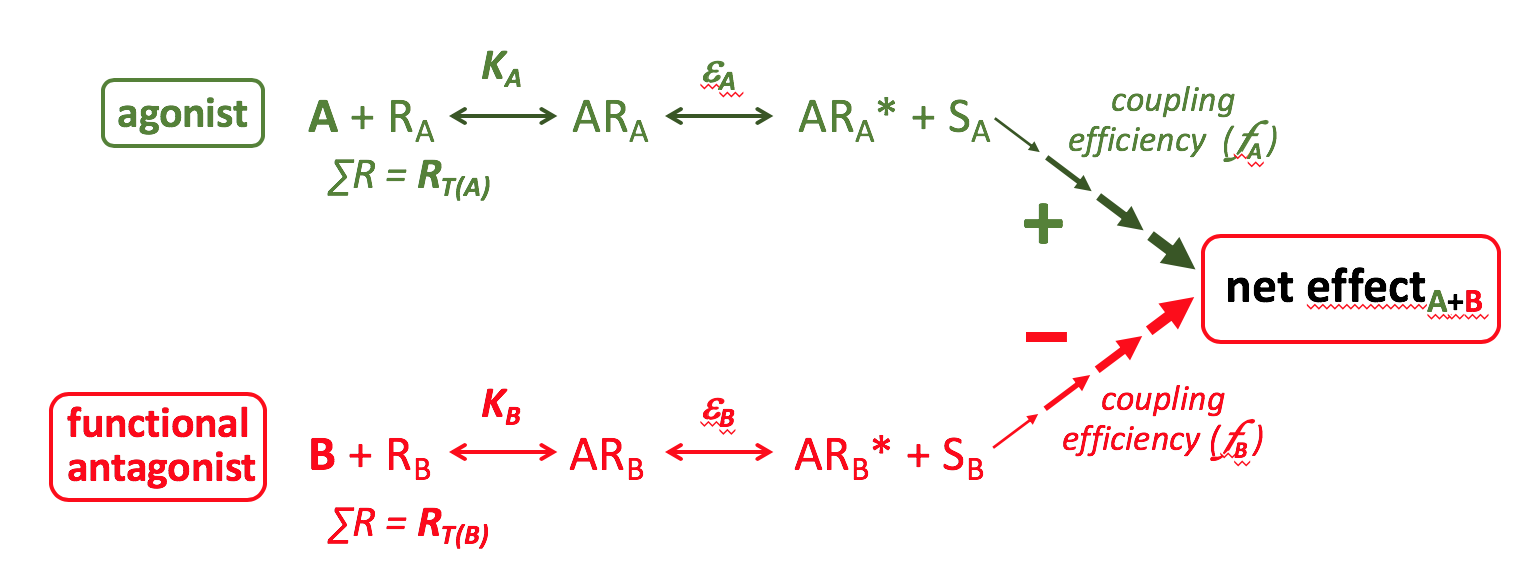 agonist
A + R_A
K_A
AR_A
ε_A
AR_A* + S_A
∑R = R_T(A)
coupling
efficiency (f_A)
+
net effect_A+B
−
functional
antagonist
B + R_B
K_B
AR_B
ε_B
AR_B* + S_B
∑R = R_T(B)
coupling
efficiency (f_B)